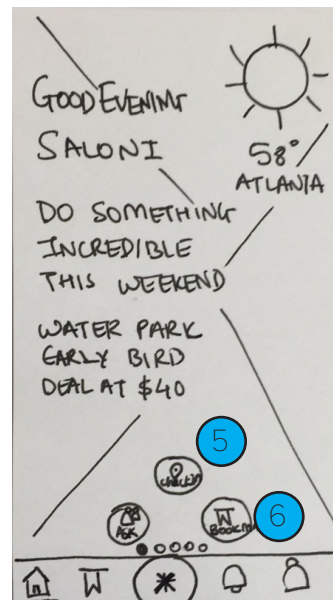 GOOD EVENING
SALONI
58°
ATLANTA
DO SOMETHING
INCREDIBLE
THIS WEEKEND
WATER PARK
EARLY BIRD
DEAL AT $40
5
CHECKIN
ASK
6